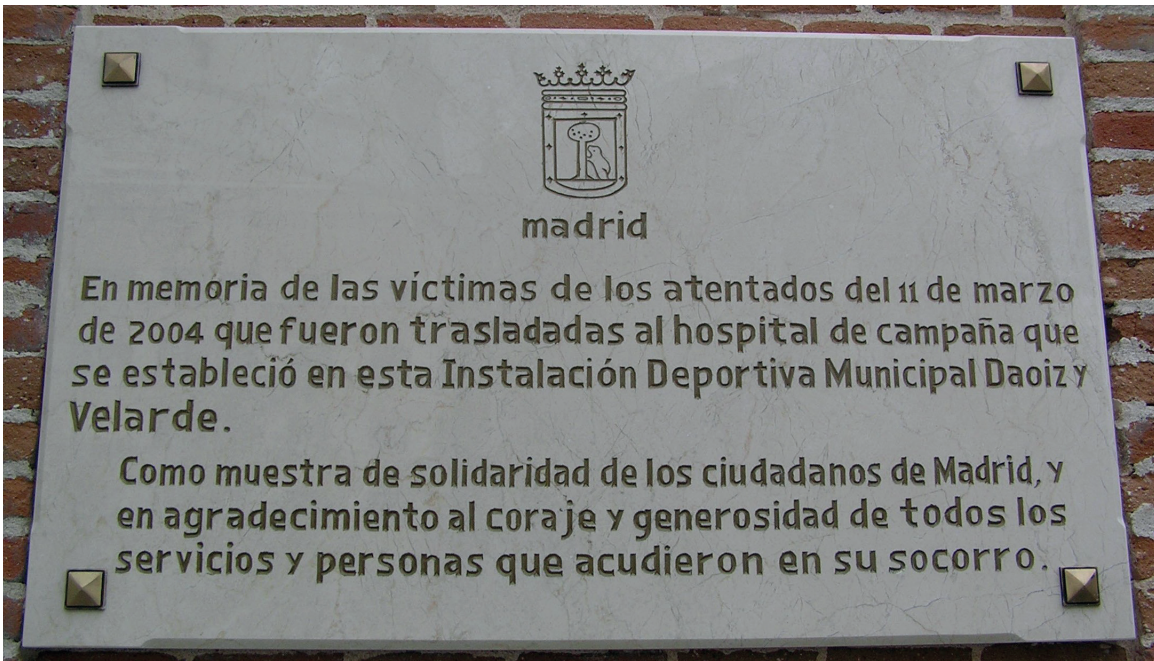 madrid
En memoria de las víctimas de los atentados del 11 de marzo
de 2004 que fueron trasladadas al hospital de campaña que
se estableció en esta Instalación Deportiva Municipal Daoiz y
Velarde.
Como muestra de solidaridad de los ciudadanos de Madrid, y
en agradecimiento al coraje y generosidad de todos los
servicios y personas que acudieron en su socorro.